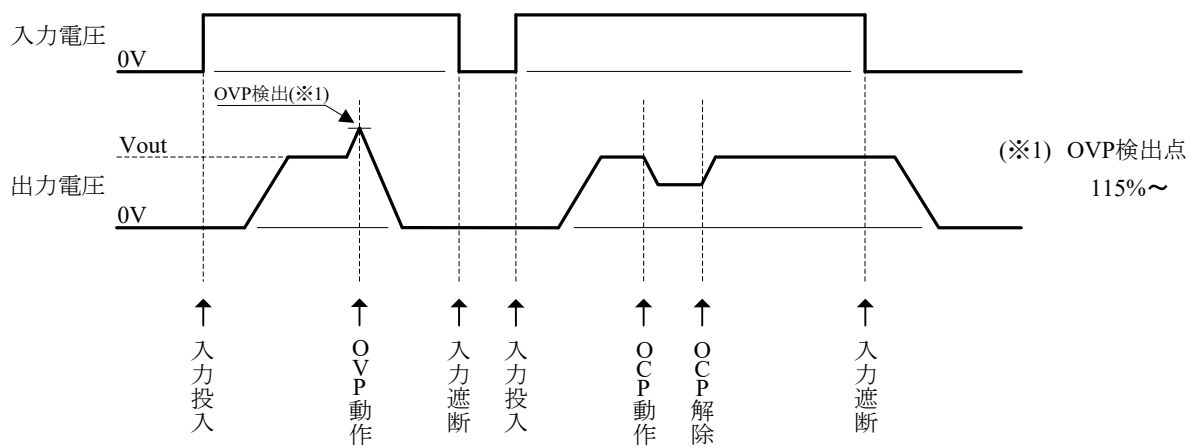 入力電圧
0V
OVP検出(※1)
Vout
(※1) OVP検出点
115%～
出力電圧
0V
入力投入
OVP動作
入力遮断
入力投入
OCP動作
OCP解除
入力遮断